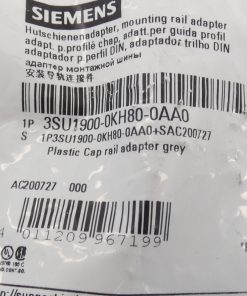 SIEMENS
Hutschienenadapter, mounting rail adapter
adapt. p.profilé chap, adatt.per guida profil
adaptador p.perfil DIN, adaptador trilho DIN
адаптер монтажной шины
安装导轨连接件
1P 3SU1900-0KH80-0AA0
S 1P3SU1900-0KH80-0AA0+SAC200727
Plastic Cap rail adapter grey
AC200727 000
4 011209 967199